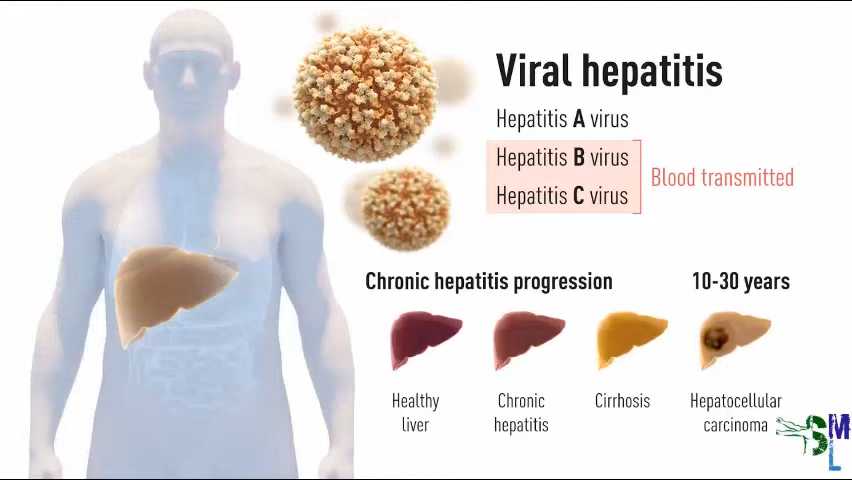 Viral hepatitis
Hepatitis A virus
Hepatitis B virus
Hepatitis C virus
Blood transmitted
Chronic hepatitis progression
10-30 years
Healthy
liver
Chronic
hepatitis
Cirrhosis
Hepatocellular
carcinoma
SML